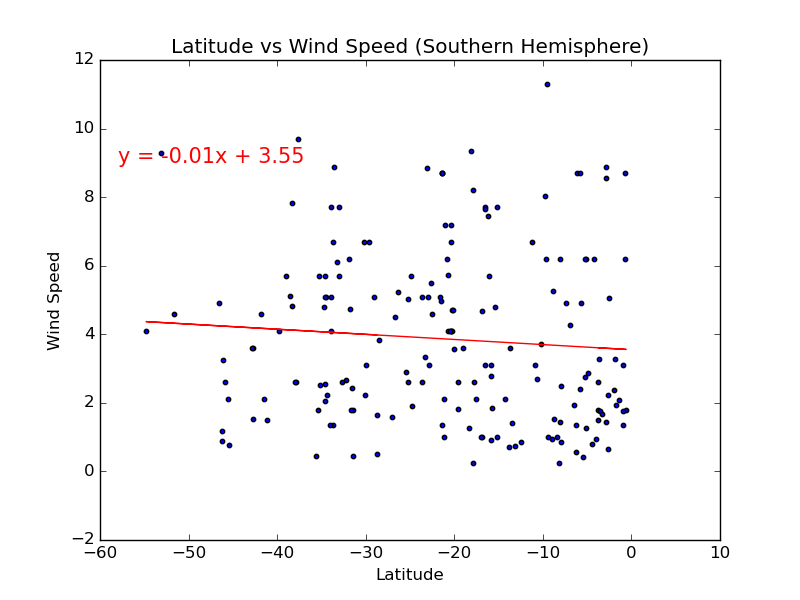 Latitude vs Wind Speed (Southern Hemisphere)
12
10
y = -0.01x + 3.55
8
6
Wind Speed
4
2
0
−2
−60 −50 −40 −30 −20 −10 0 10
Latitude